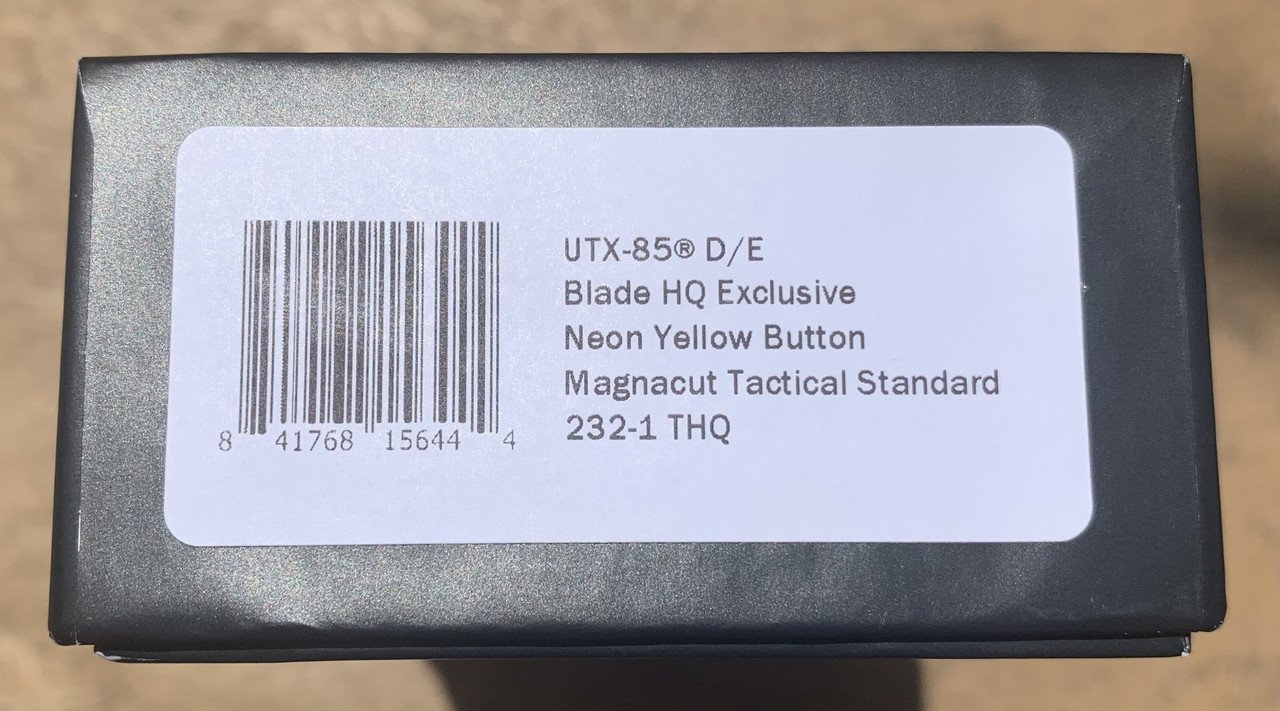 UTX-85® D/E
Blade HQ Exclusive
Neon Yellow Button
Magnacut Tactical Standard
232-1 THQ
8 41768 15644 4